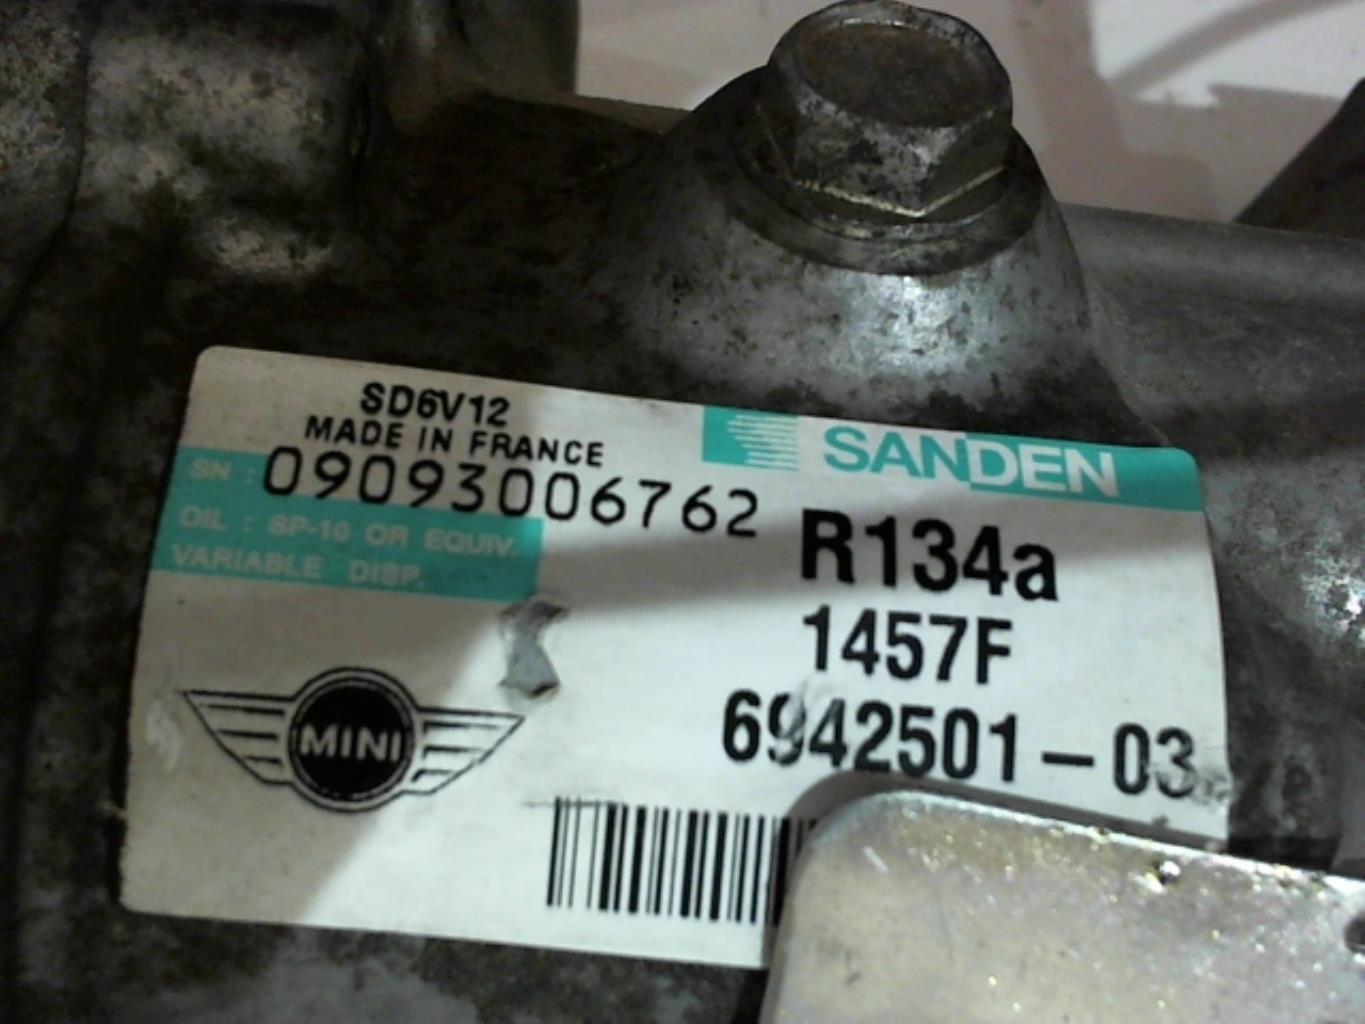 SD6V12
MADE IN FRANCE
SANDEN
SN : 09093006762
OIL : SP-10 OR EQUIV.
VARIABLE DISP.
R134a
1457F
6942501-03
MINI